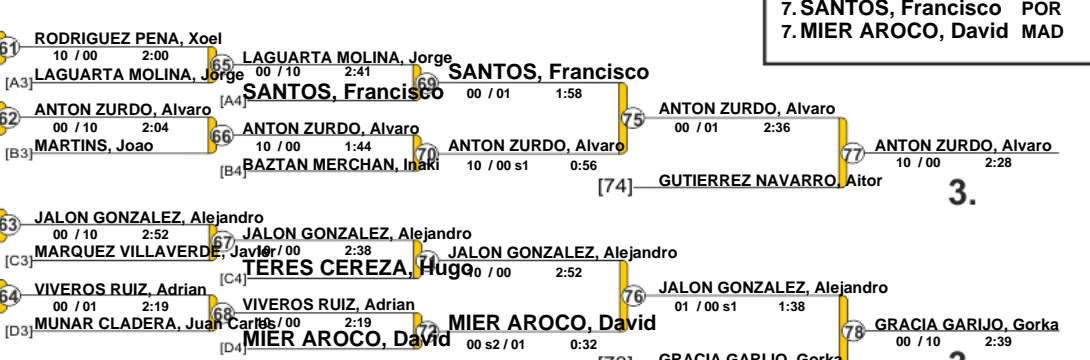 7. SANTOS, Francisco POR
7. MIER AROCO, David MAD
61 RODRIGUEZ PENA, Xoel
10 / 00 2:00
[A3] LAGUARTA MOLINA, Jorge
65 LAGUARTA MOLINA, Jorge
00 / 10 2:41
[A4] SANTOS, Francisco
69 SANTOS, Francisco
00 / 01 1:58
62 ANTON ZURDO, Alvaro
00 / 10 2:04
[B3] MARTINS, Joao
66 ANTON ZURDO, Alvaro
10 / 00 1:44
[B4] BAZTAN MERCHAN, Inaki
70 ANTON ZURDO, Alvaro
10 / 00 s1 0:56
75 ANTON ZURDO, Alvaro
00 / 01 2:36
[74] GUTIERREZ NAVARRO, Aitor
77 ANTON ZURDO, Alvaro
10 / 00 2:28
3.
63 JALON GONZALEZ, Alejandro
00 / 10 2:52
[C3] MARQUEZ VILLAVERDE, Javier
67 JALON GONZALEZ, Alejandro
10 / 00 2:38
[C4] TERES CEREZA, Hugo
71 JALON GONZALEZ, Alejandro
10 / 00 2:52
64 VIVEROS RUIZ, Adrian
00 / 01 2:19
[D3] MUNAR CLADERA, Juan Carlos
68 VIVEROS RUIZ, Adrian
10 / 00 2:19
[D4] MIER AROCO, David
72 MIER AROCO, David
00 s2 / 01 0:32
76 JALON GONZALEZ, Alejandro
01 / 00 s1 1:38
GRACIA GARIJO, Gorka
78 GRACIA GARIJO, Gorka
00 / 10 2:39